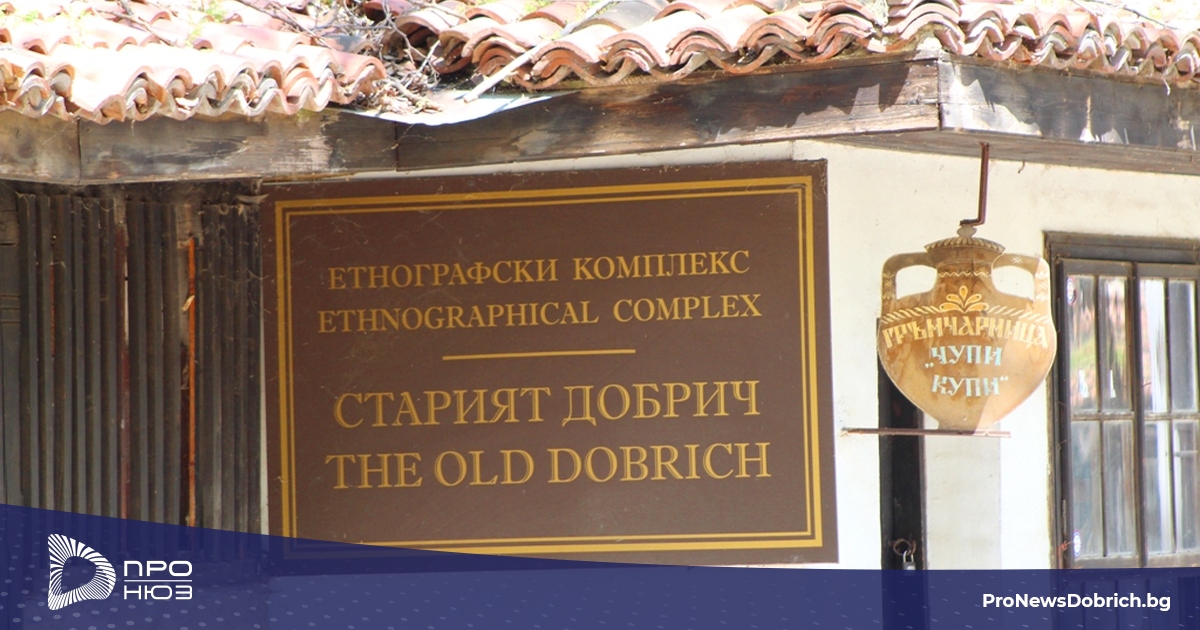 ЕТНОГРАФСКИ КОМПЛЕКС
ETHNOGRAPHICAL COMPLEX
СТАРИЯТ ДОБРИЧ
THE OLD DOBRICH
ГРЪНЧАРНИЦА
„ЧУПИ
КУПИ“
ПРО
НЮЗ
ProNewsDobrich.bg